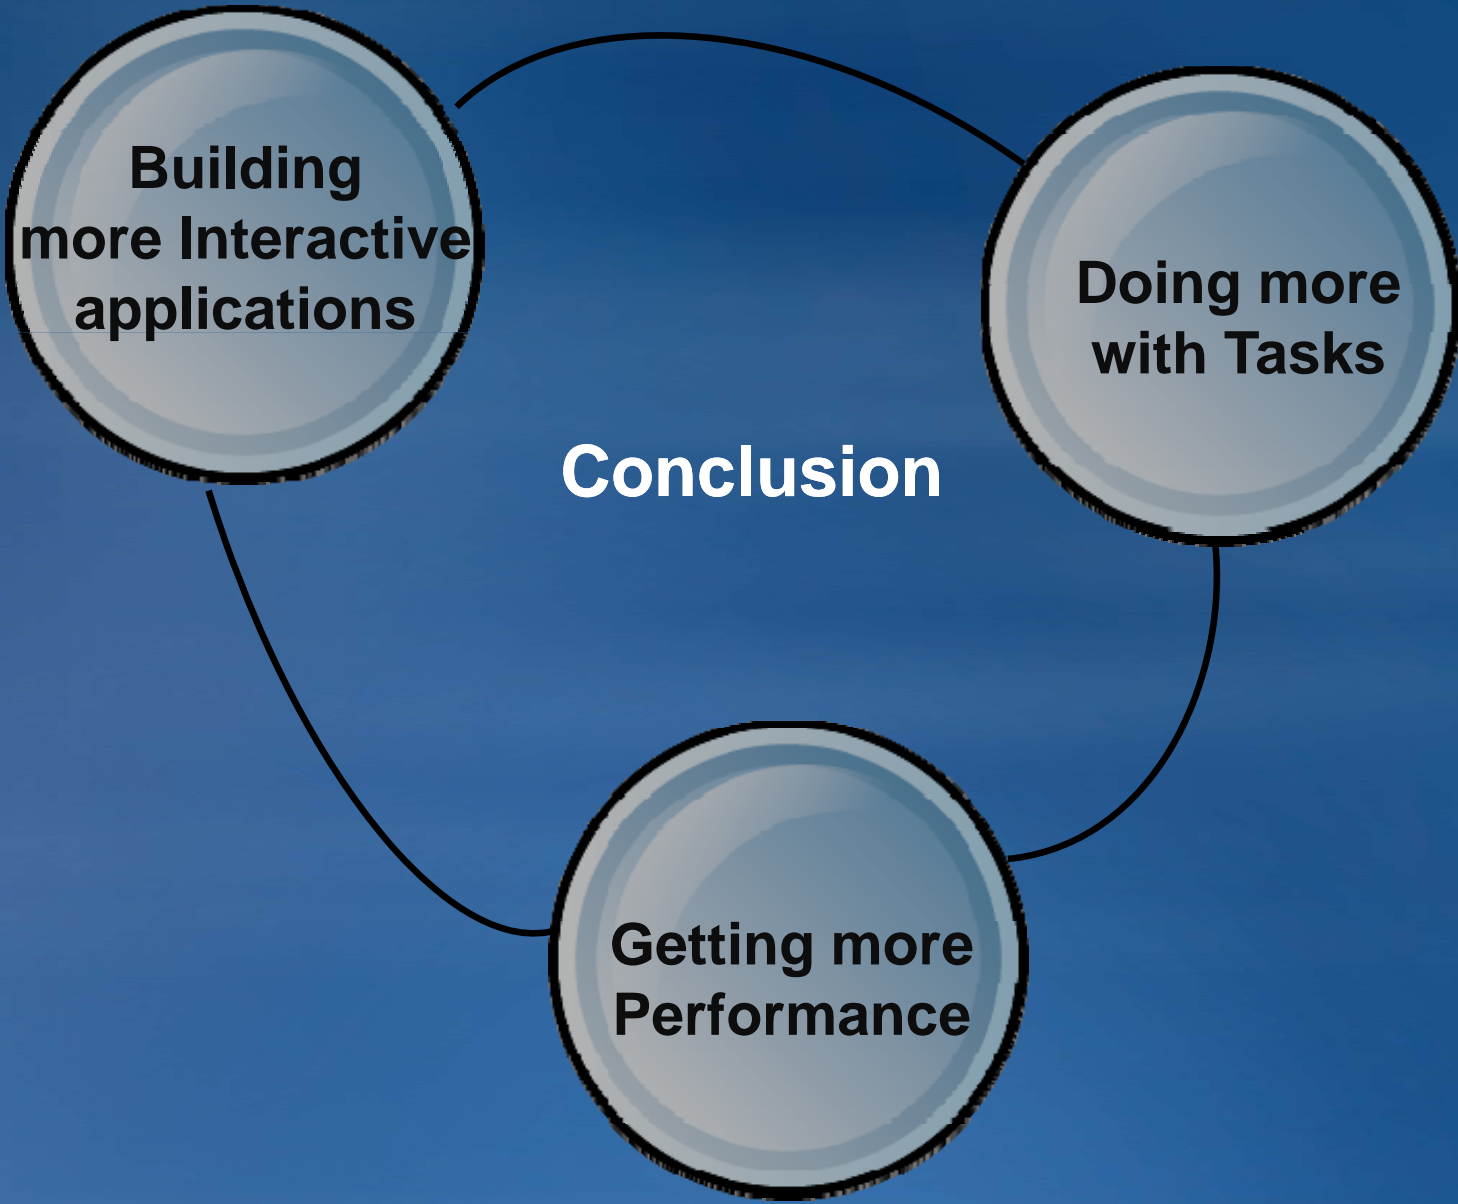 Building
more Interactive
applications
Doing more
with Tasks
Conclusion
Getting more
Performance